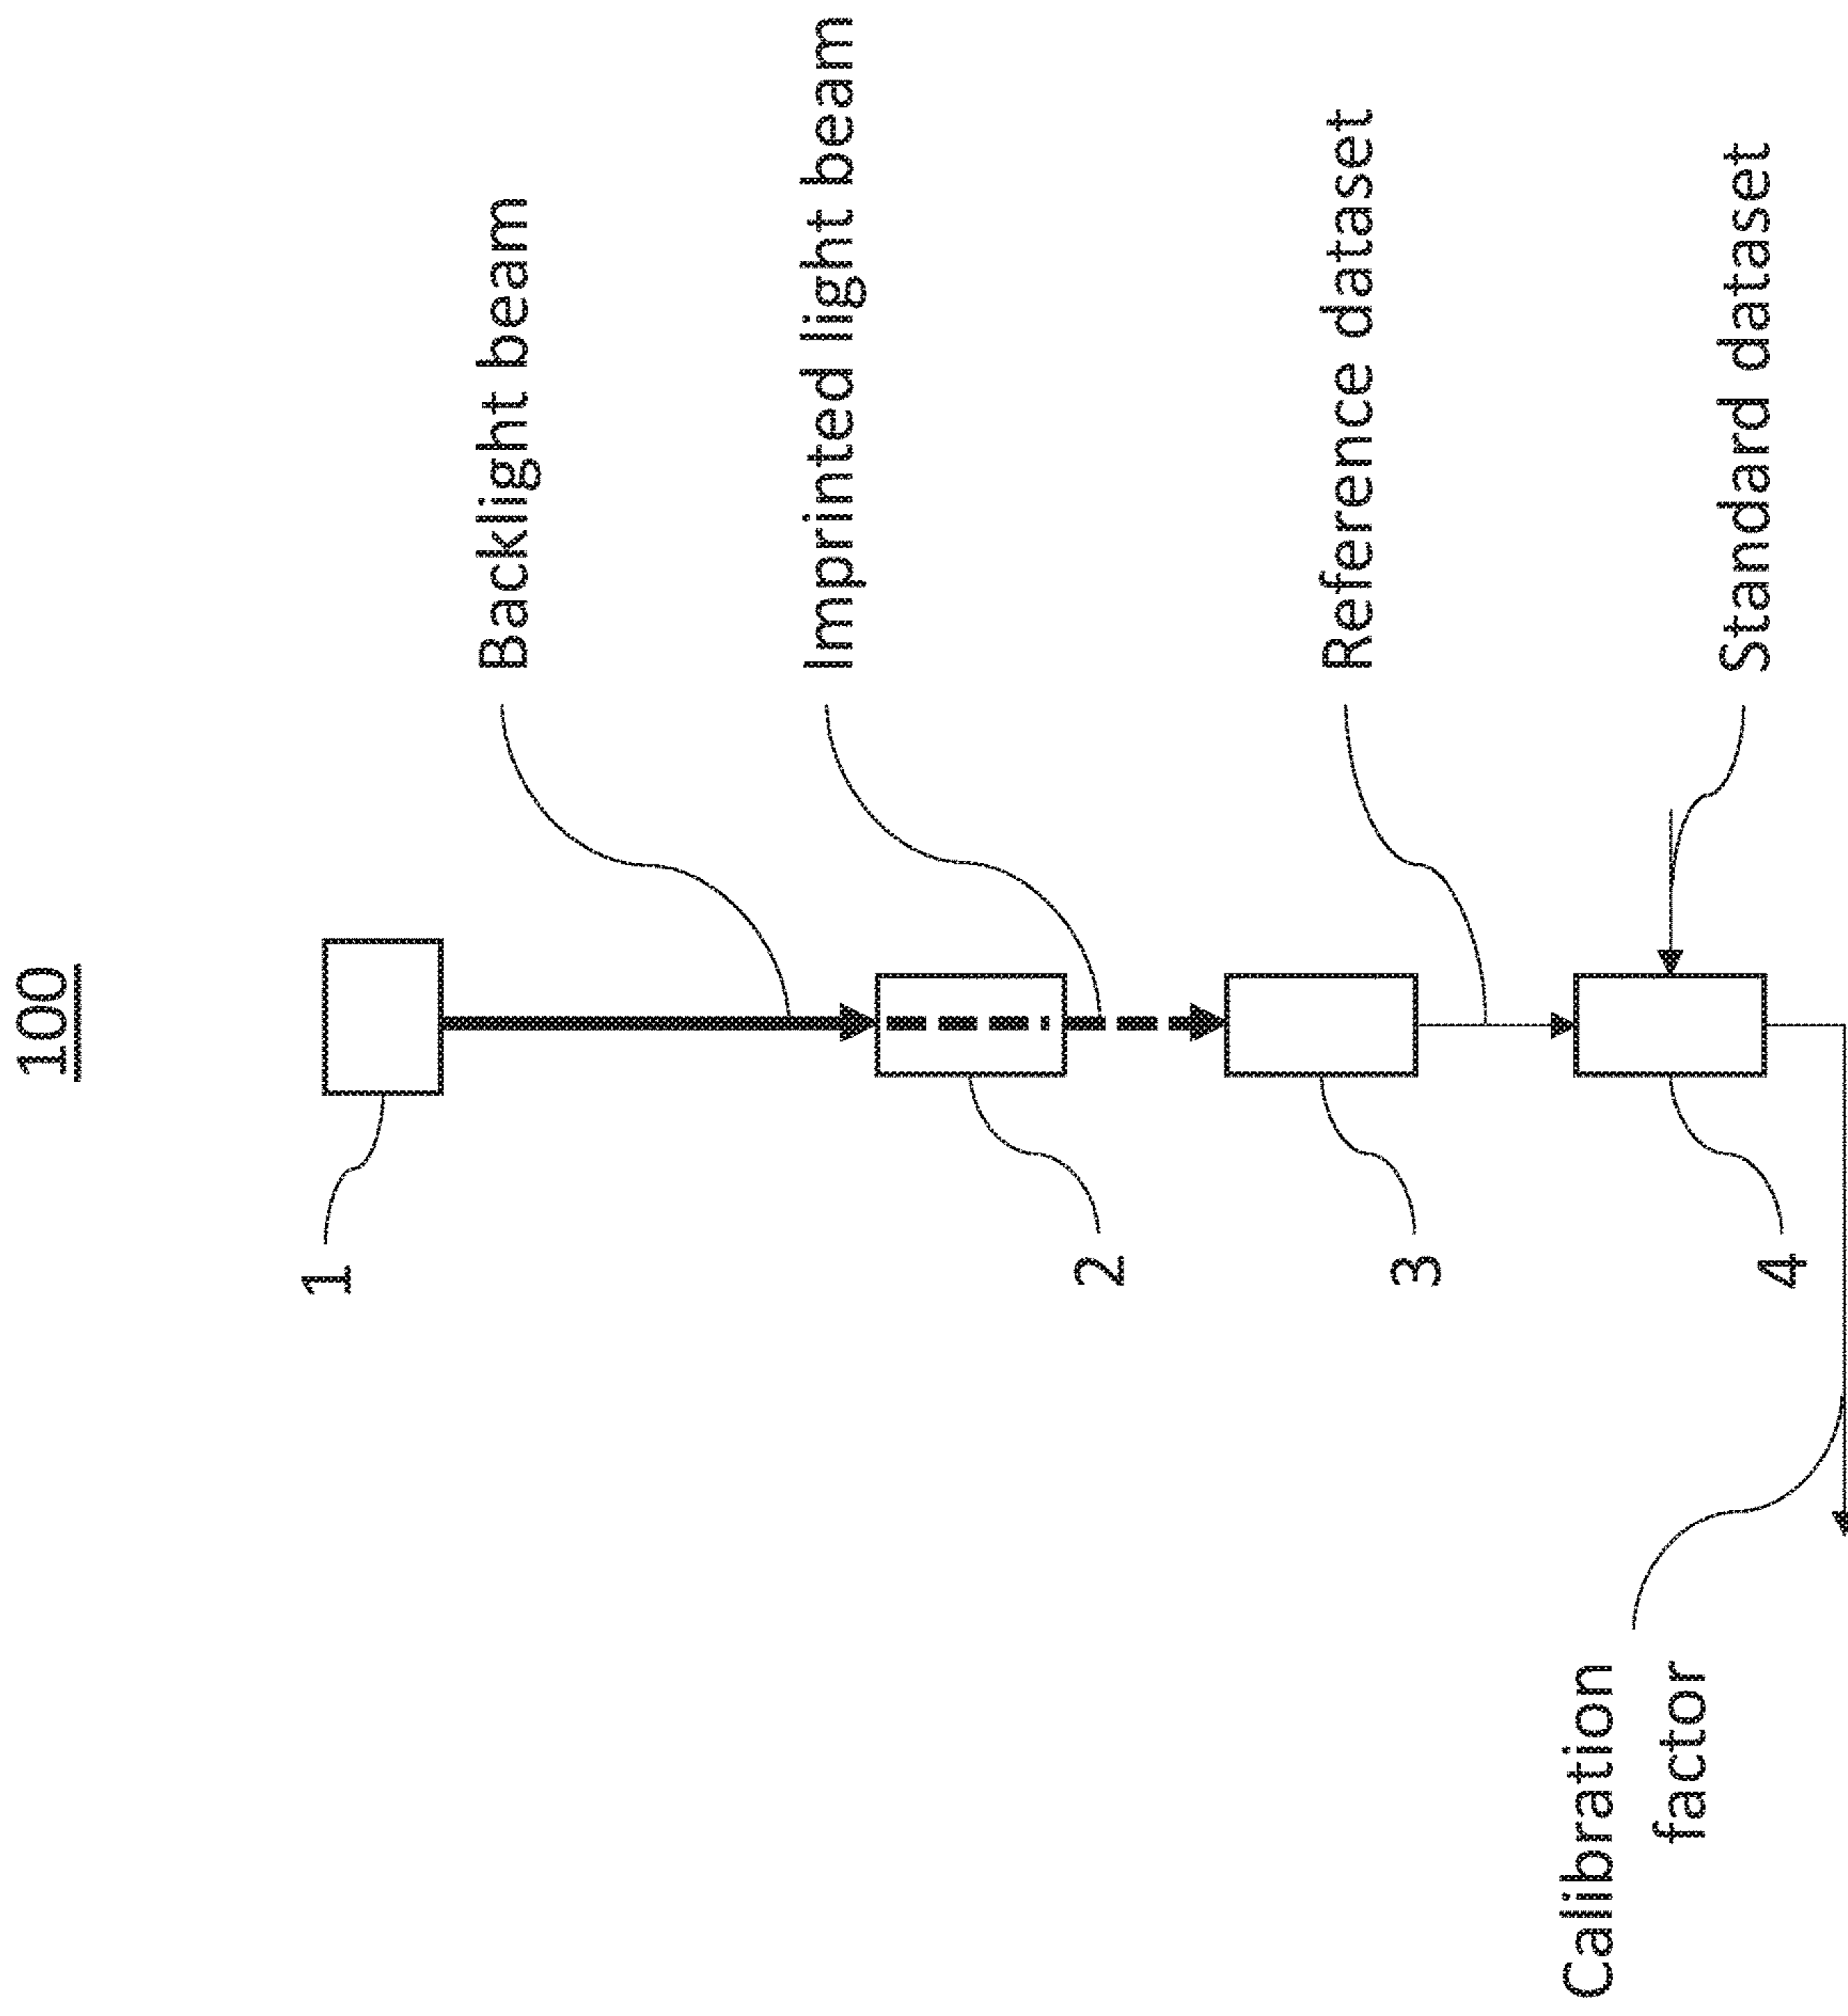 100
Backlight beam
Imprinted light beam
Reference dataset
Standard dataset
1
2
3
4
Calibration
factor